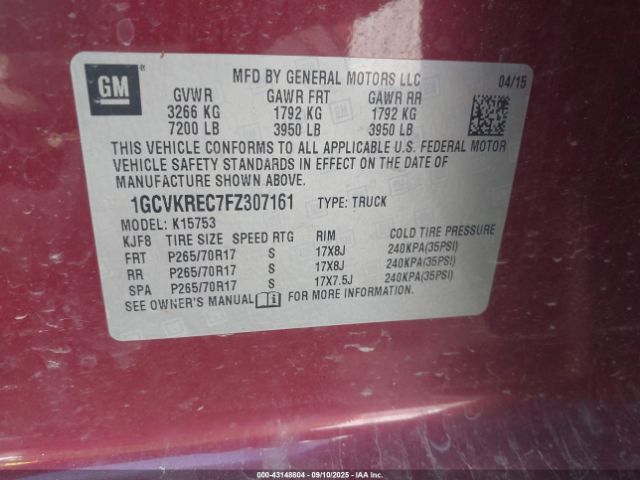 GM
MFD BY GENERAL MOTORS LLC
04/15
GVWR GAWR FRT GAWR RR
3266 KG 1792 KG 1792 KG
7200 LB 3950 LB 3950 LB
THIS VEHICLE CONFORMS TO ALL APPLICABLE U.S. FEDERAL MOTOR
VEHICLE SAFETY STANDARDS IN EFFECT ON THE DATE OF
MANUFACTURE SHOWN ABOVE.
1GCVKREC7FZ307161 TYPE: TRUCK
MODEL: K15753
KJF8 TIRE SIZE SPEED RTG RIM COLD TIRE PRESSURE
FRT P265/70R17 S 17X8J 240KPA(35PSI)
RR P265/70R17 S 17X8J 240KPA(35PSI)
SPA P265/70R17 S 17X7.5J 240KPA(35PSI)
SEE OWNER'S MANUAL FOR MORE INFORMATION
000-43148804 - 09/10/2025 - IAA, Inc.